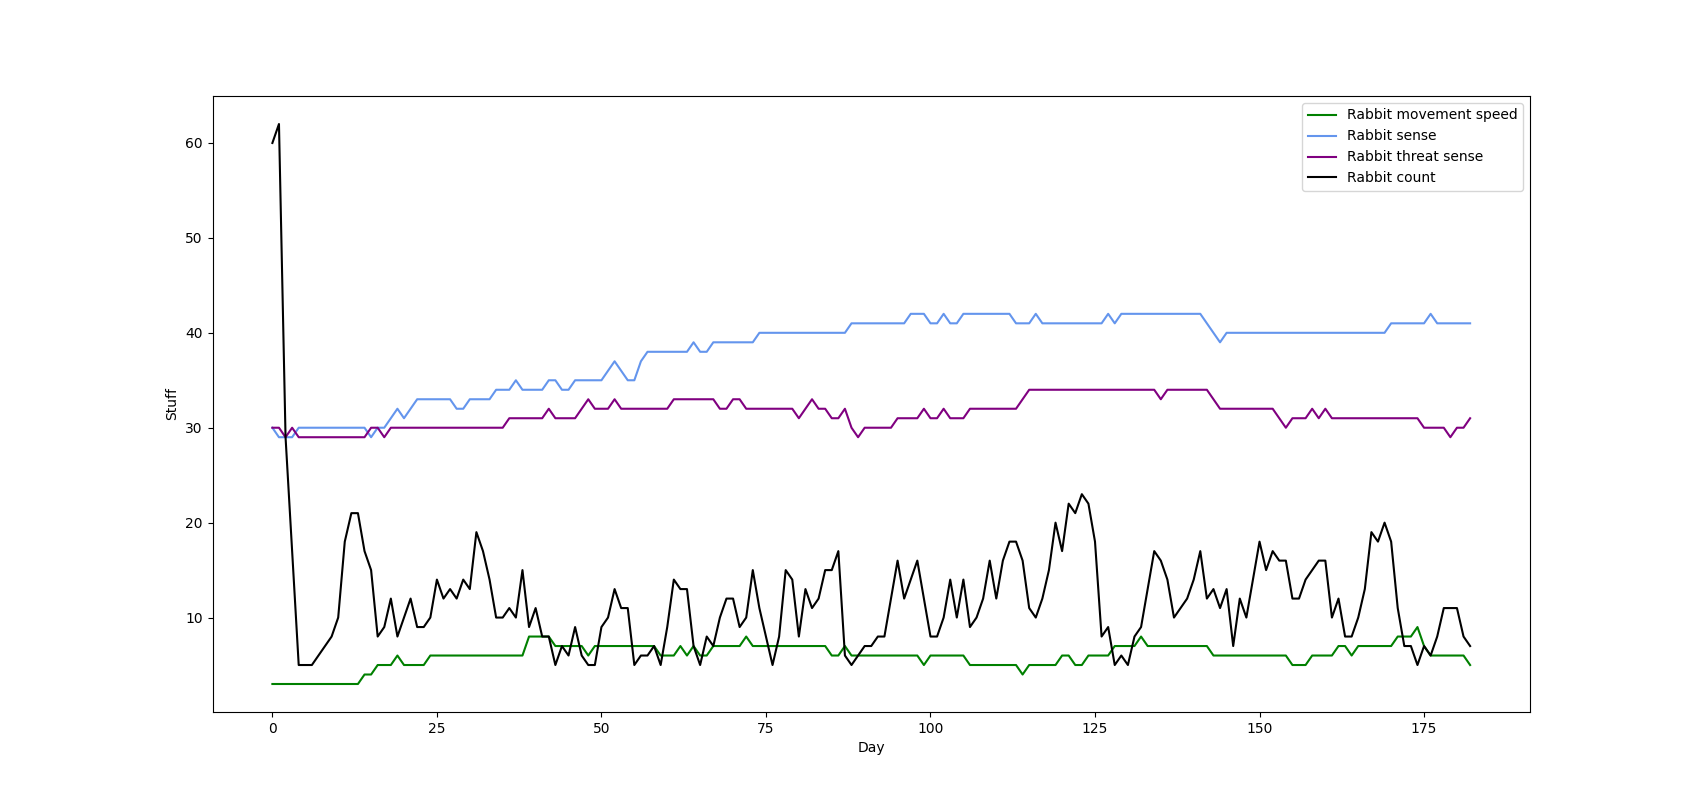 Rabbit movement speed
Rabbit sense
Rabbit threat sense
Rabbit count
60
50
40
30
20
10
Stuff
0 25 50 75 100 125 150 175
Day